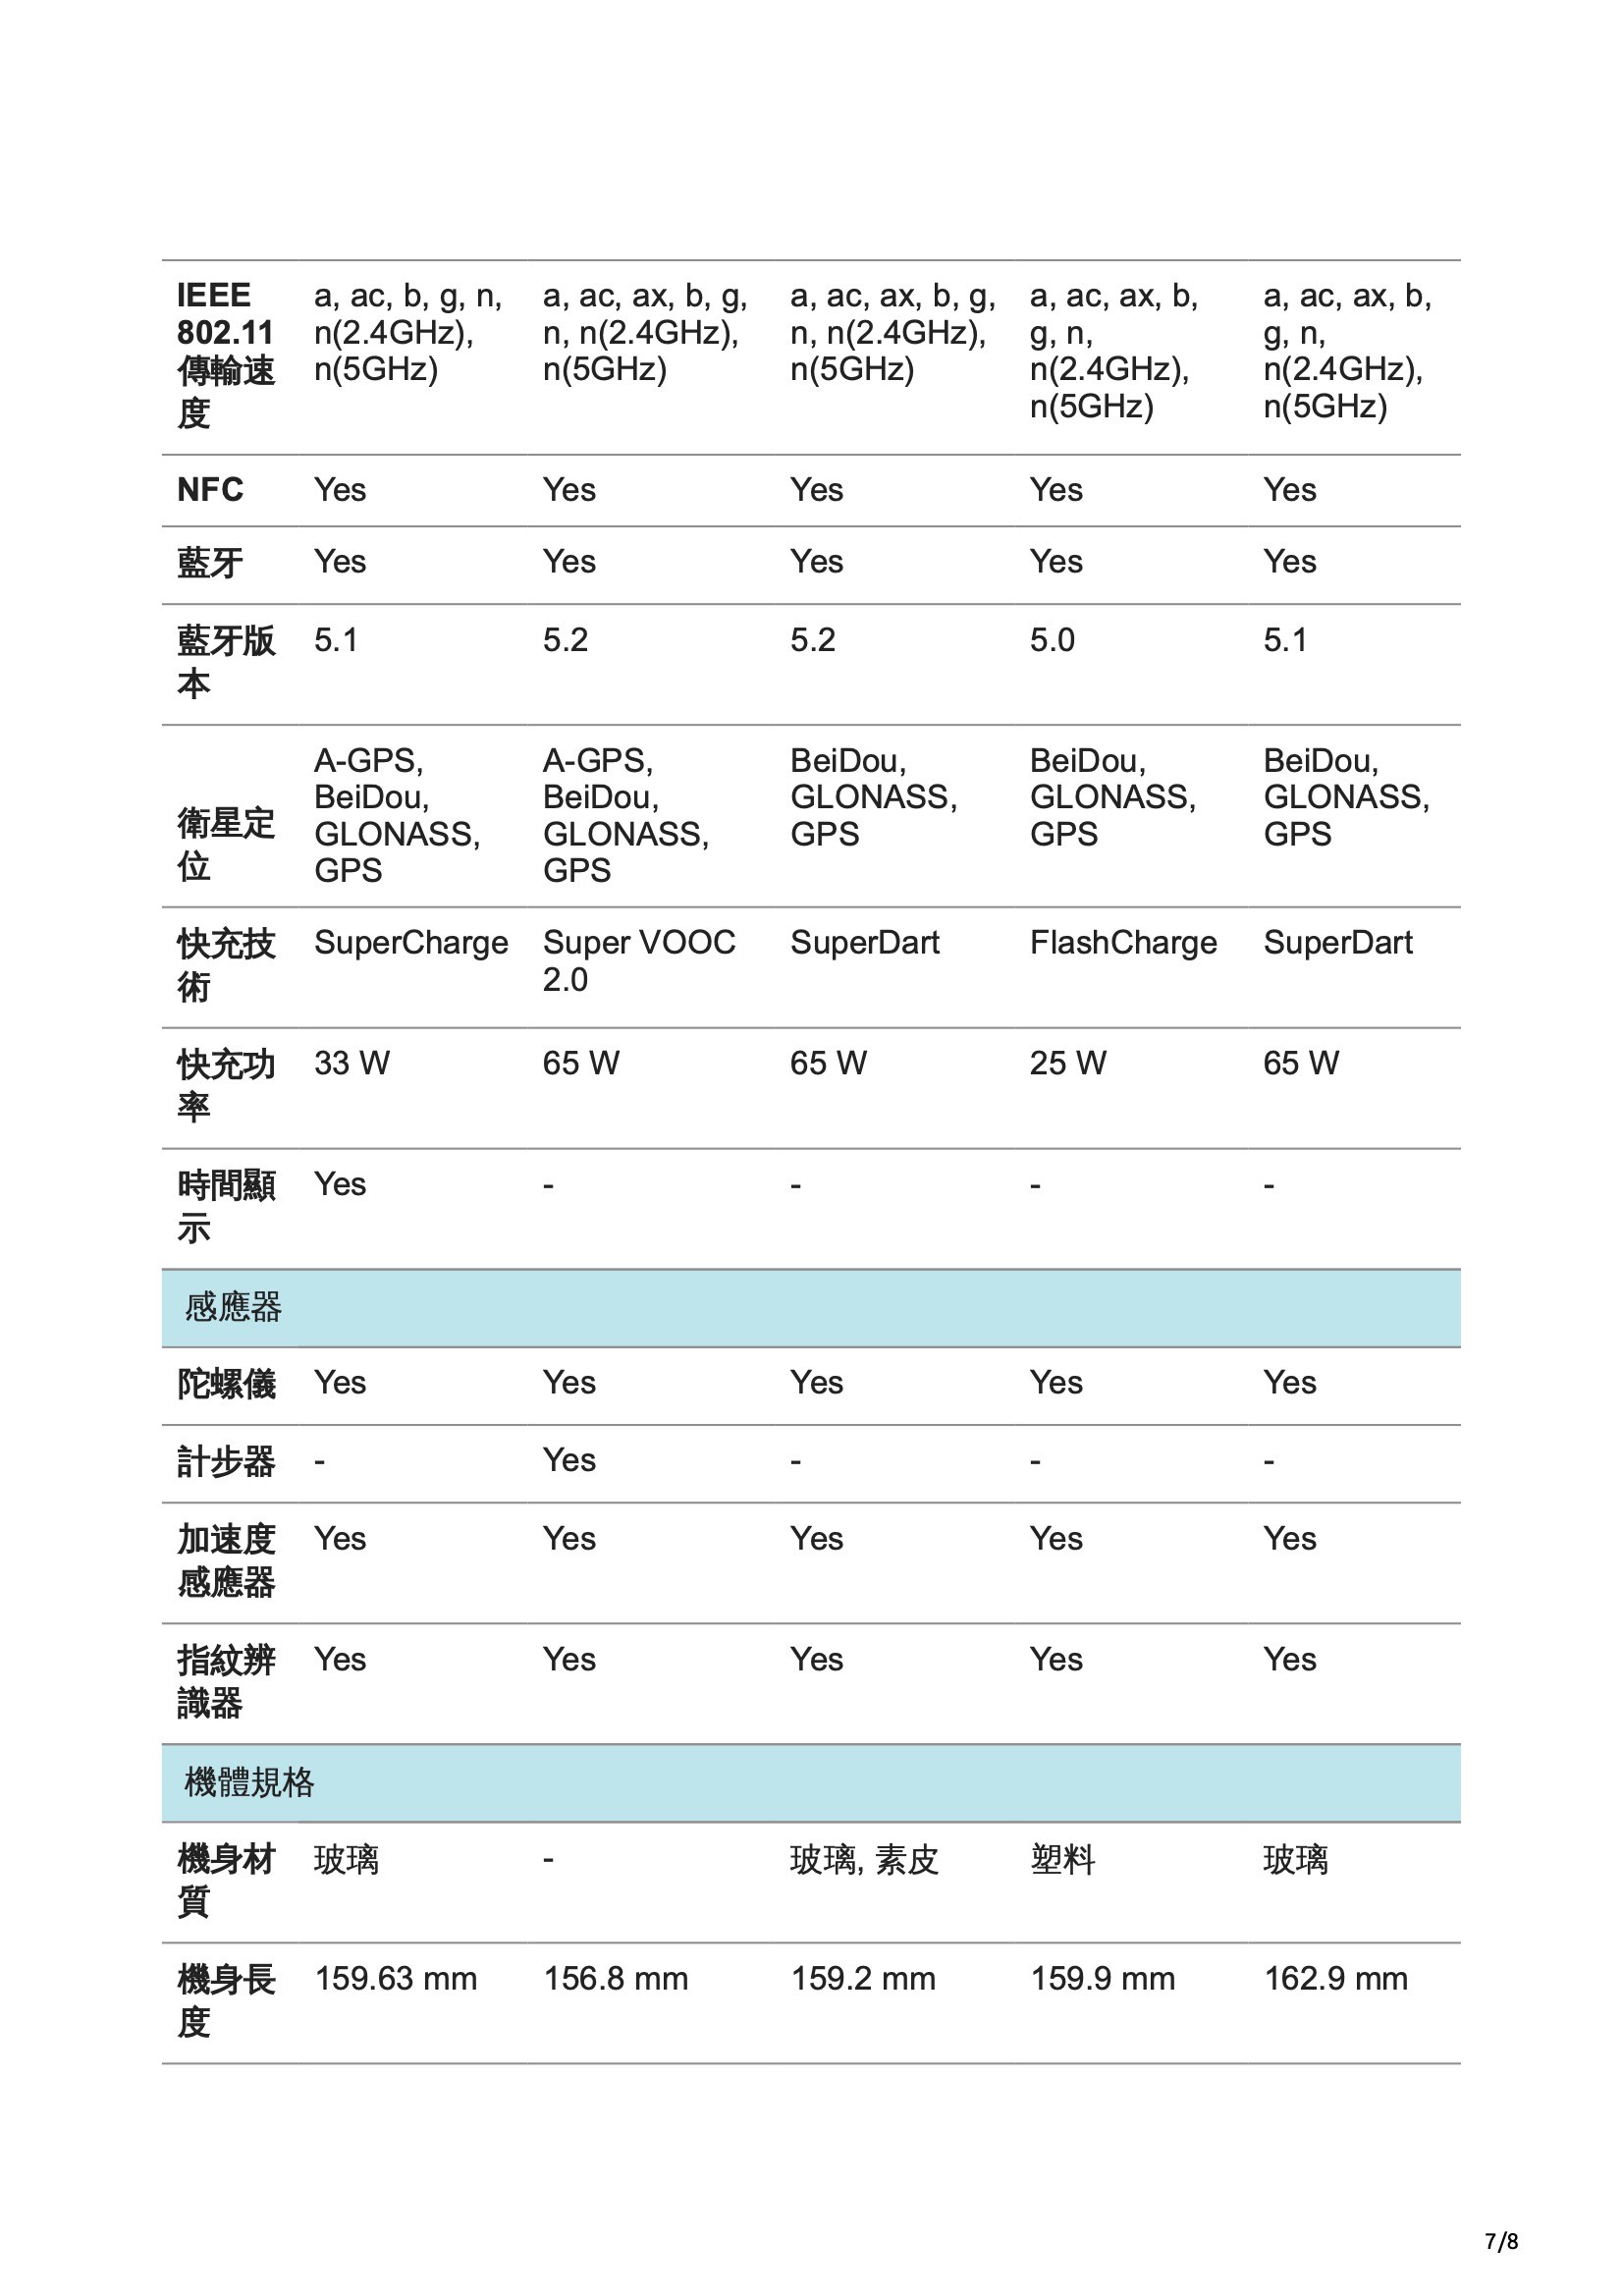 IEEE 802.11 傳輸速度 a, ac, b, g, n, n(2.4GHz), n(5GHz) a, ac, ax, b, g, n, n(2.4GHz), n(5GHz) a, ac, ax, b, g, n, n(2.4GHz), n(5GHz) a, ac, ax, b, g, n, n(2.4GHz), n(5GHz) a, ac, ax, b, g, n, n(2.4GHz), n(5GHz)
NFC Yes Yes Yes Yes Yes
藍牙 Yes Yes Yes Yes Yes
藍牙版本 5.1 5.2 5.2 5.0 5.1
衛星定位 A-GPS, BeiDou, GLONASS, GPS A-GPS, BeiDou, GLONASS, GPS BeiDou, GLONASS, GPS BeiDou, GLONASS, GPS BeiDou, GLONASS, GPS
快充技術 SuperCharge Super VOOC 2.0 SuperDart FlashCharge SuperDart
快充功率 33 W 65 W 65 W 25 W 65 W
時間顯示 Yes - - - -
感應器
陀螺儀 Yes Yes Yes Yes Yes
計步器 - Yes - - -
加速度感應器 Yes Yes Yes Yes Yes
指紋辨識器 Yes Yes Yes Yes Yes
機體規格
機身材質 玻璃 - 玻璃, 素皮 塑料 玻璃
機身長度 159.63 mm 156.8 mm 159.2 mm 159.9 mm 162.9 mm
7/8